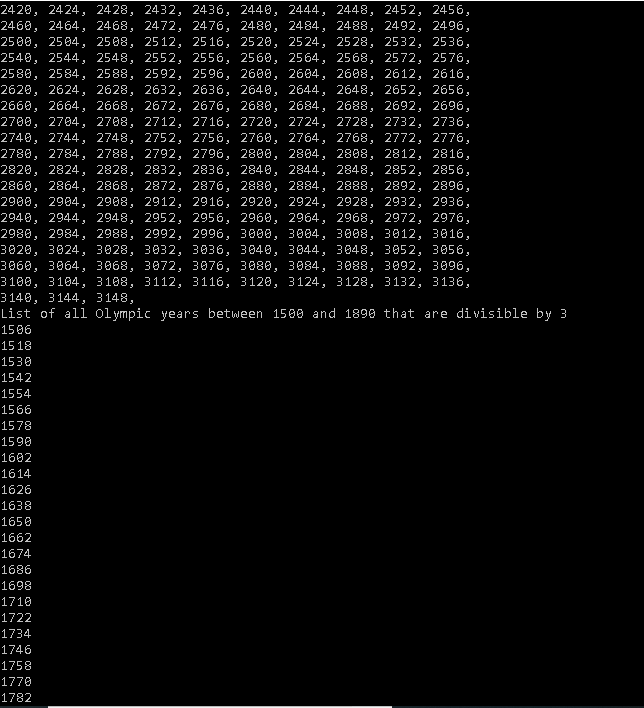 2420, 2424, 2428, 2432, 2436, 2440, 2444, 2448, 2452, 2456,
2460, 2464, 2468, 2472, 2476, 2480, 2484, 2488, 2492, 2496,
2500, 2504, 2508, 2512, 2516, 2520, 2524, 2528, 2532, 2536,
2540, 2544, 2548, 2552, 2556, 2560, 2564, 2568, 2572, 2576,
2580, 2584, 2588, 2592, 2596, 2600, 2604, 2608, 2612, 2616,
2620, 2624, 2628, 2632, 2636, 2640, 2644, 2648, 2652, 2656,
2660, 2664, 2668, 2672, 2676, 2680, 2684, 2688, 2692, 2696,
2700, 2704, 2708, 2712, 2716, 2720, 2724, 2728, 2732, 2736,
2740, 2744, 2748, 2752, 2756, 2760, 2764, 2768, 2772, 2776,
2780, 2784, 2788, 2792, 2796, 2800, 2804, 2808, 2812, 2816,
2820, 2824, 2828, 2832, 2836, 2840, 2844, 2848, 2852, 2856,
2860, 2864, 2868, 2872, 2876, 2880, 2884, 2888, 2892, 2896,
2900, 2904, 2908, 2912, 2916, 2920, 2924, 2928, 2932, 2936,
2940, 2944, 2948, 2952, 2956, 2960, 2964, 2968, 2972, 2976,
2980, 2984, 2988, 2992, 2996, 3000, 3004, 3008, 3012, 3016,
3020, 3024, 3028, 3032, 3036, 3040, 3044, 3048, 3052, 3056,
3060, 3064, 3068, 3072, 3076, 3080, 3084, 3088, 3092, 3096,
3100, 3104, 3108, 3112, 3116, 3120, 3124, 3128, 3132, 3136,
3140, 3144, 3148,
List of all Olympic years between 1500 and 1890 that are divisible by 3
1506
1518
1530
1542
1554
1566
1578
1590
1602
1614
1626
1638
1650
1662
1674
1686
1698
1710
1722
1734
1746
1758
1770
1782